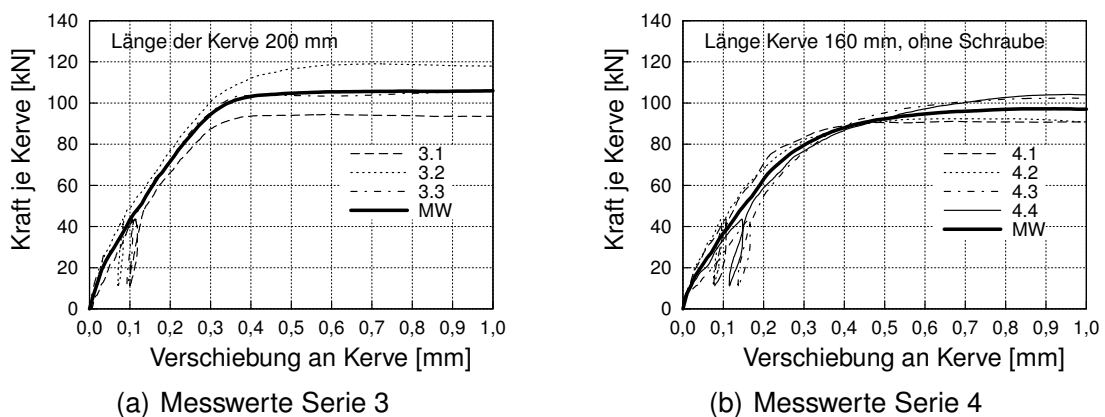 Kraft je Kerve [kN]
140
120
100
80
60
40
20
0
Länge der Kerve 200 mm
3.1
3.2
3.3
MW
0,0 0,1 0,2 0,3 0,4 0,5 0,6 0,7 0,8 0,9 1,0
Verschiebung an Kerve [mm]
(a) Messwerte Serie 3
Kraft je Kerve [kN]
140
120
100
80
60
40
20
0
Länge Kerve 160 mm, ohne Schraube
4.1
4.2
4.3
4.4
MW
0,0 0,1 0,2 0,3 0,4 0,5 0,6 0,7 0,8 0,9 1,0
Verschiebung an Kerve [mm]
(b) Messwerte Serie 4